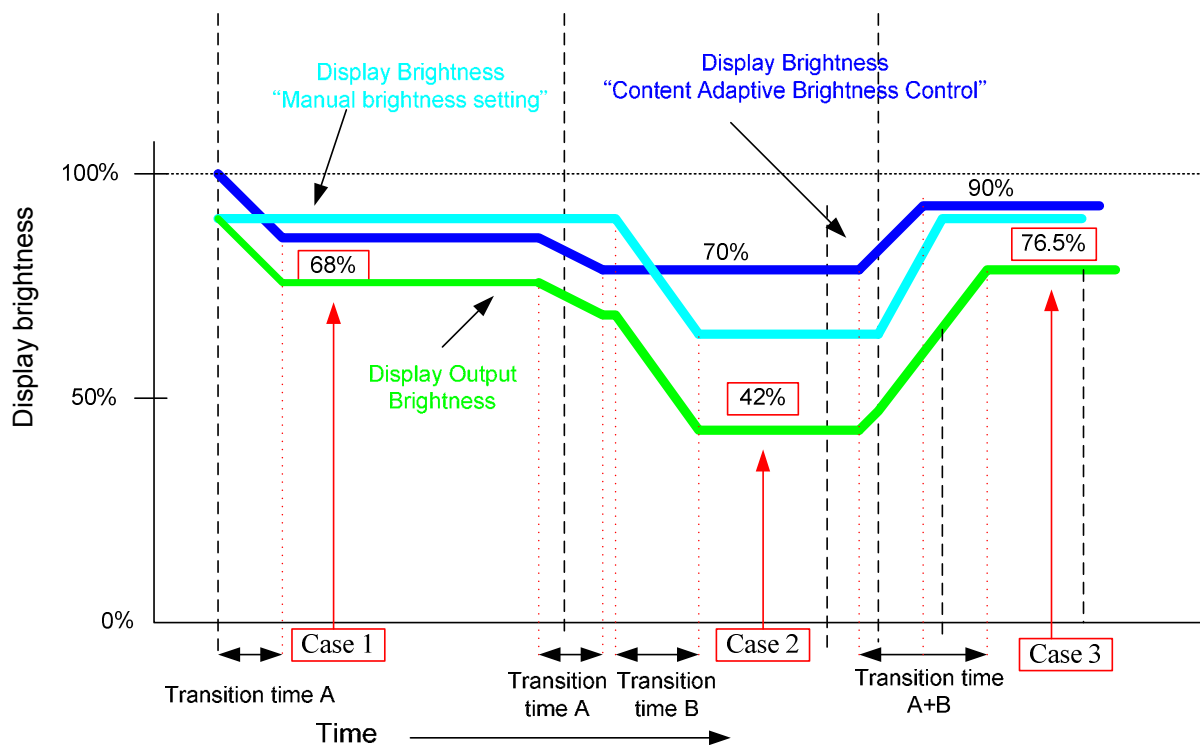 Display Brightness
“Manual brightness setting”
Display Brightness
“Content Adaptive Brightness Control”
100%
90%
76.5%
68%
70%
Display Output
Brightness
50%
42%
0%
Display brightness
Case 1
Case 2
Case 3
Transition time A
Transition
time A
Transition
time B
Transition time
A+B
Time